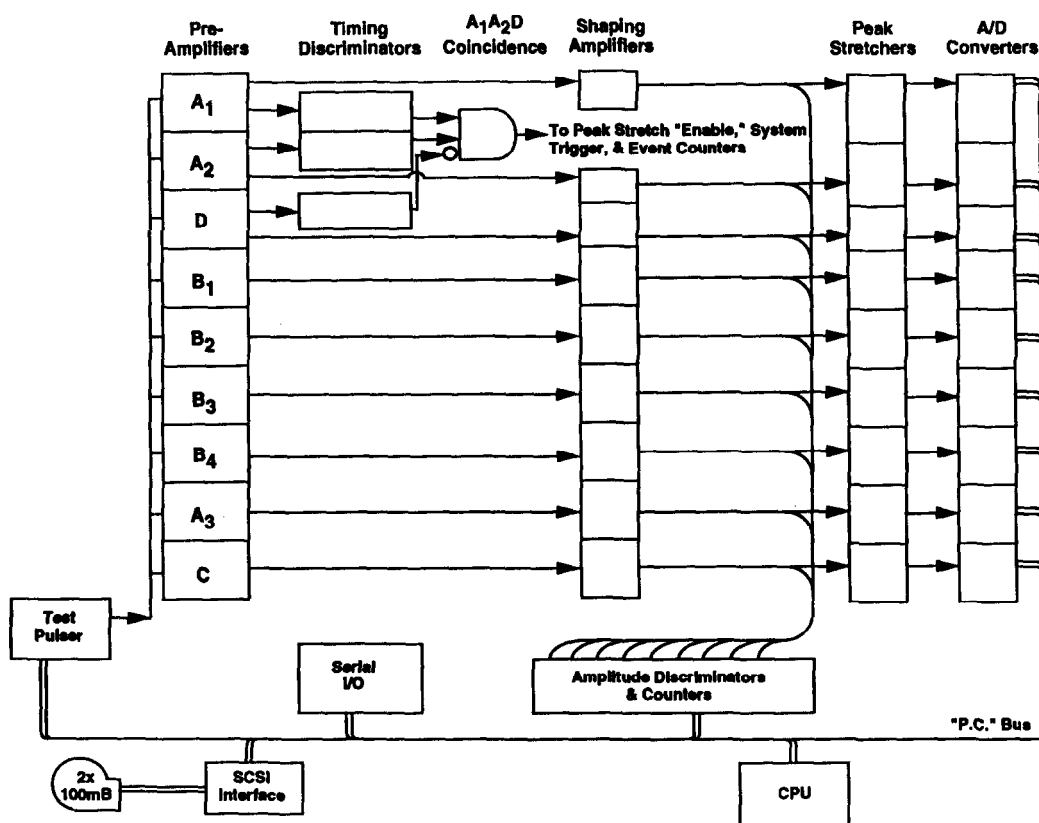 Pre-
Amplifiers
Timing
Discriminators
A₁A₂D
Coincidence
Shaping
Amplifiers
Peak
Stretchers
A/D
Converters
A₁
A₂
D
B₁
B₂
B₃
B₄
A₃
C
To Peak Stretch "Enable," System
Trigger, & Event Counters
Test
Pulser
Serial
I/O
Amplitude Discriminators
& Counters
"P.C." Bus
2x
100mB
SCSI
Interface
CPU